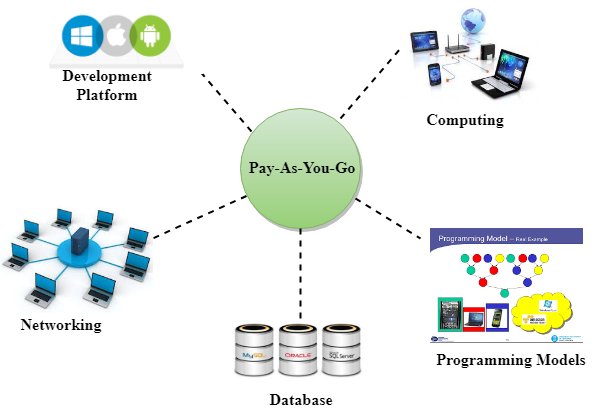 Development
Platform
Computing
Pay-As-You-Go
Programming Model — Real Example
Networking
MySQL
ORACLE
SQL Server
Programming Models
Database